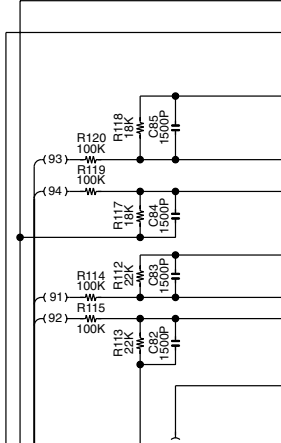 R118
18K
C85
1500P
R120
100K
(93)
R119
100K
(94)
R117
18K
C84
1500P
R114
100K
R112
22K
C83
1500P
(91)
R115
(92)
100K
R113
22K
C82
1500P